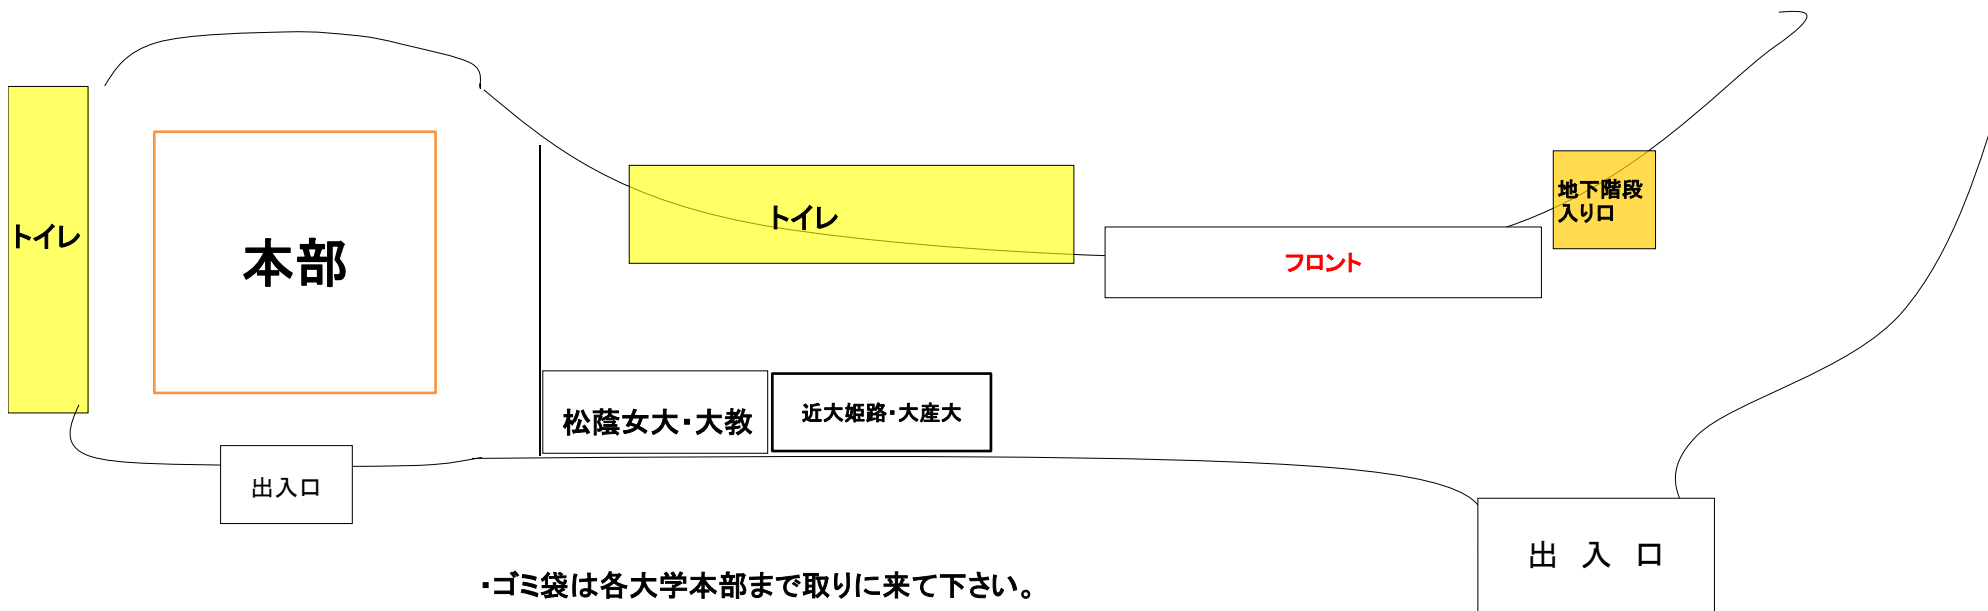 トイレ
本部
トイレ
地下階段
入り口
フロント
松蔭女大・大教
近大姫路・大産大
出入口
出　入　口
・ゴミ袋は各大学本部まで取りに来て下さい。